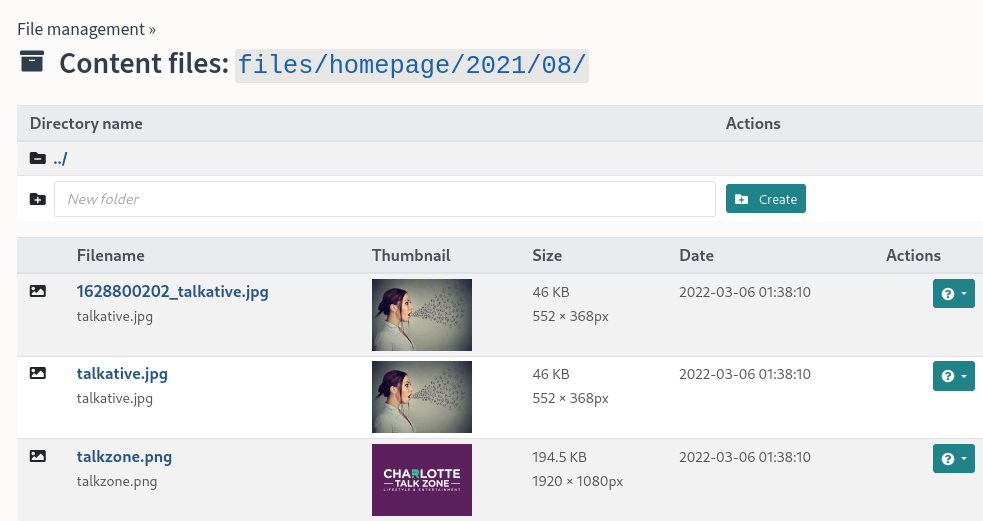 File management »
Content files: files/homepage/2021/08/
Directory name Actions
../
New folder Create
Filename Thumbnail Size Date Actions
1628800202_talkative.jpg 46 KB 2022-03-06 01:38:10
talkative.jpg 552 × 368px
talkative.jpg 46 KB 2022-03-06 01:38:10
talkative.jpg 552 × 368px
talkzone.png 194.5 KB 2022-03-06 01:38:10
talkzone.png 1920 × 1080px
CHARLOTTE
TALK ZONE
LIFESTYLE & ENTERTAINMENT